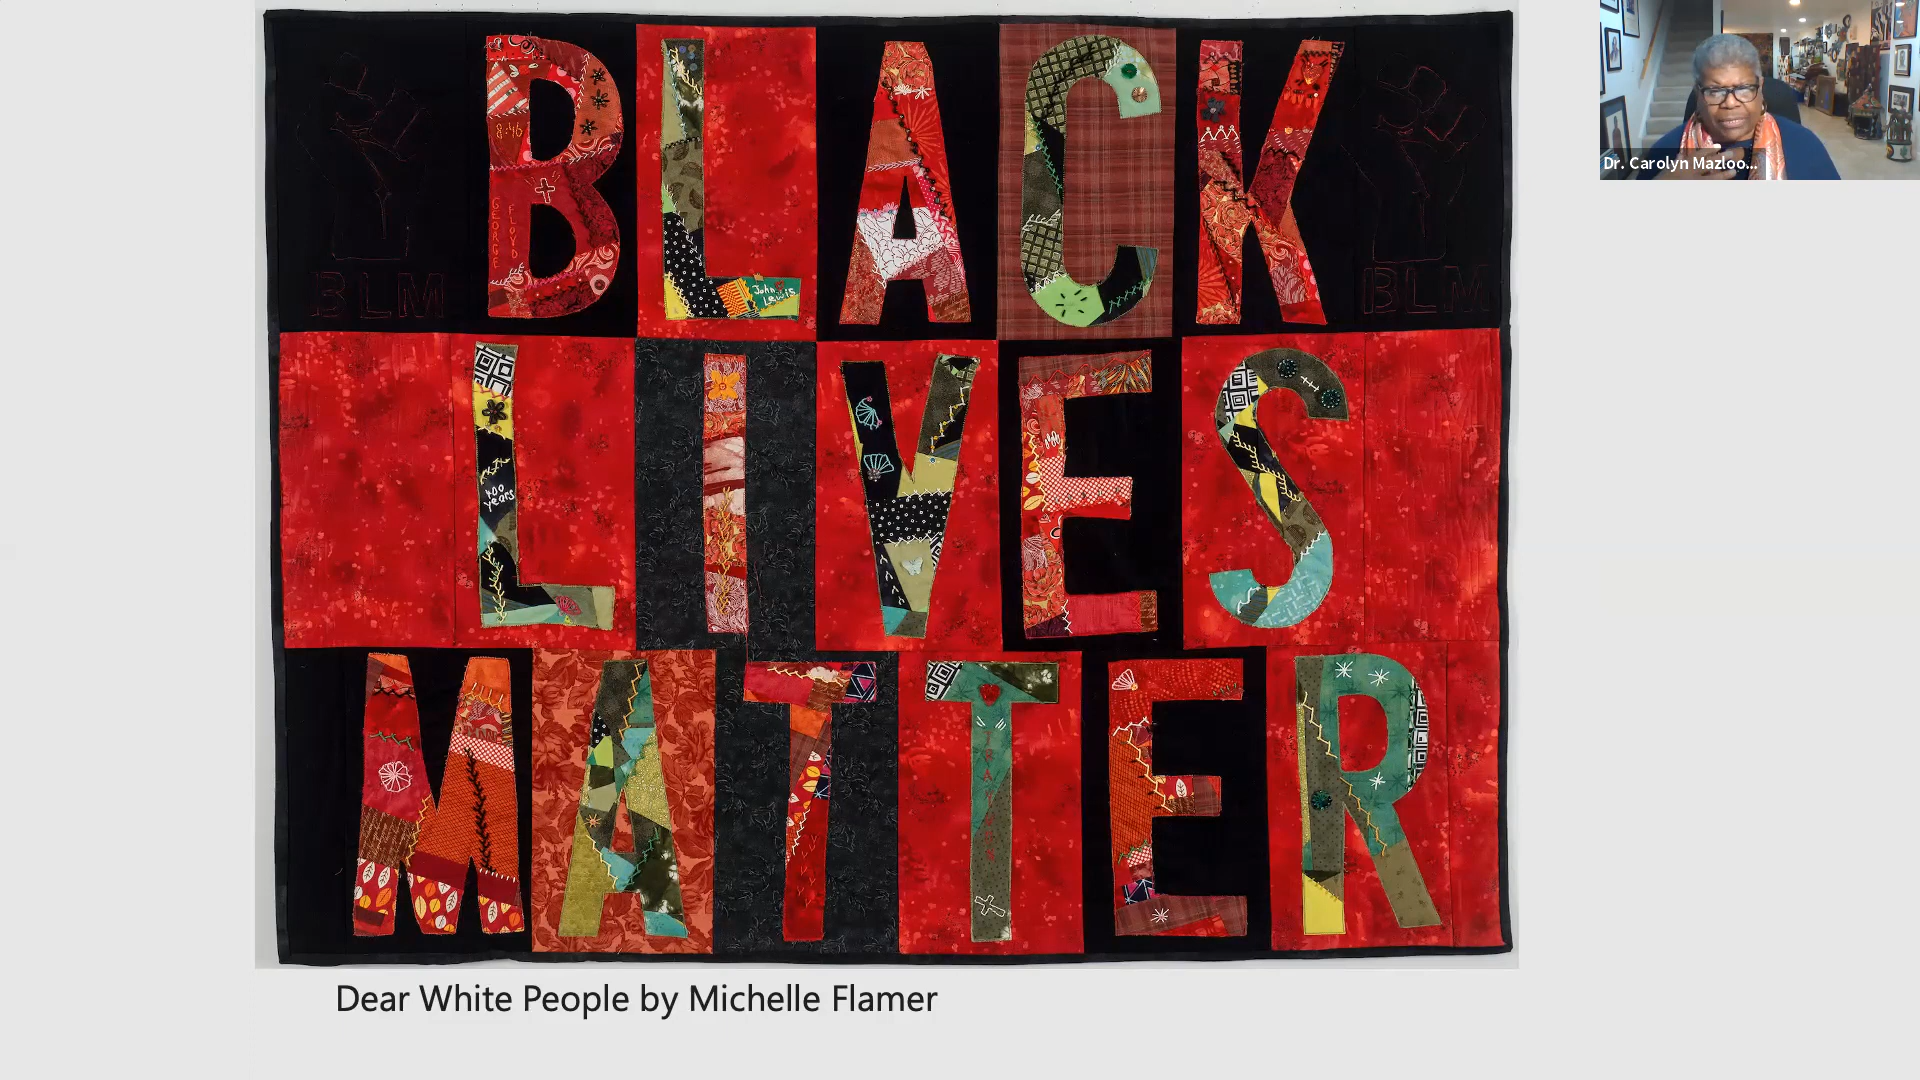 BLACK
8:46
GEORGE FLOYD
John Lewis
BLM
BLM
LIVES
400 years
MATTER
Dear White People by Michelle Flamer
Dr. Carolyn Mazloo...